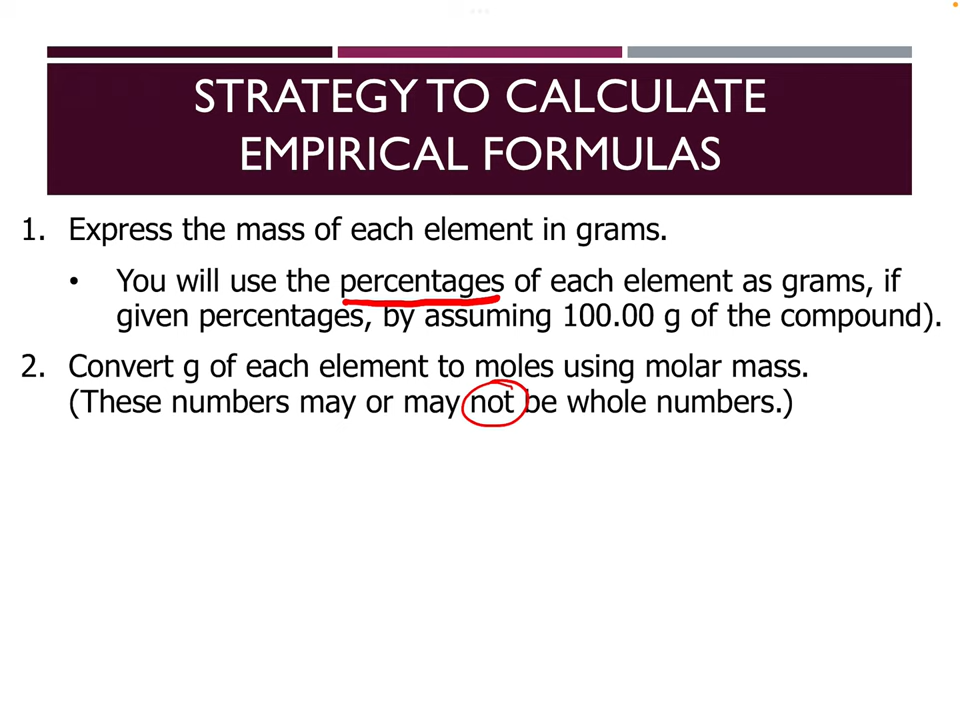 STRATEGY TO CALCULATE
EMPIRICAL FORMULAS
1. Express the mass of each element in grams.
• You will use the percentages of each element as grams, if
given percentages, by assuming 100.00 g of the compound).
2. Convert g of each element to moles using molar mass.
(These numbers may or may not be whole numbers.)